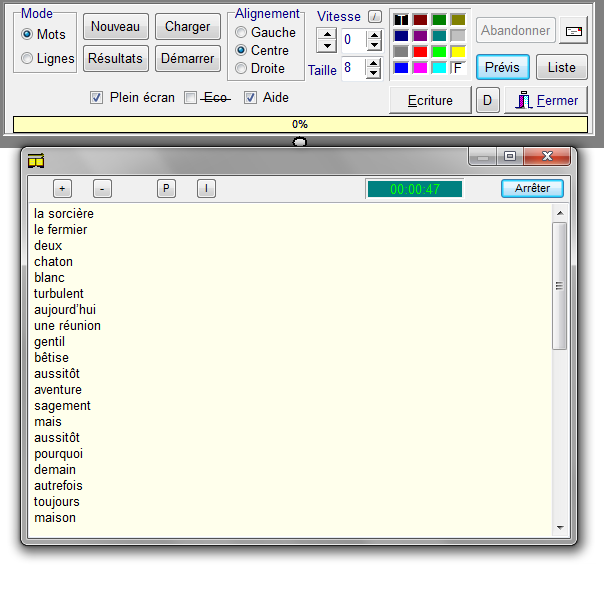 Mode
Mots
Lignes
Nouveau
Charger
Résultats
Démarrer
Alignement
Gauche
Centre
Droite
Vitesse /
0
Taille 8
T
F
Abandonner
Prévis
Liste
Plein écran
Eco
Aide
Ecriture
D
Fermer
0%
+ - P I 00:00:47 Arrêter
la sorcière
le fermier
deux
chaton
blanc
turbulent
aujourd'hui
une réunion
gentil
bêtise
aussitôt
aventure
sagement
mais
aussitôt
pourquoi
demain
autrefois
toujours
maison